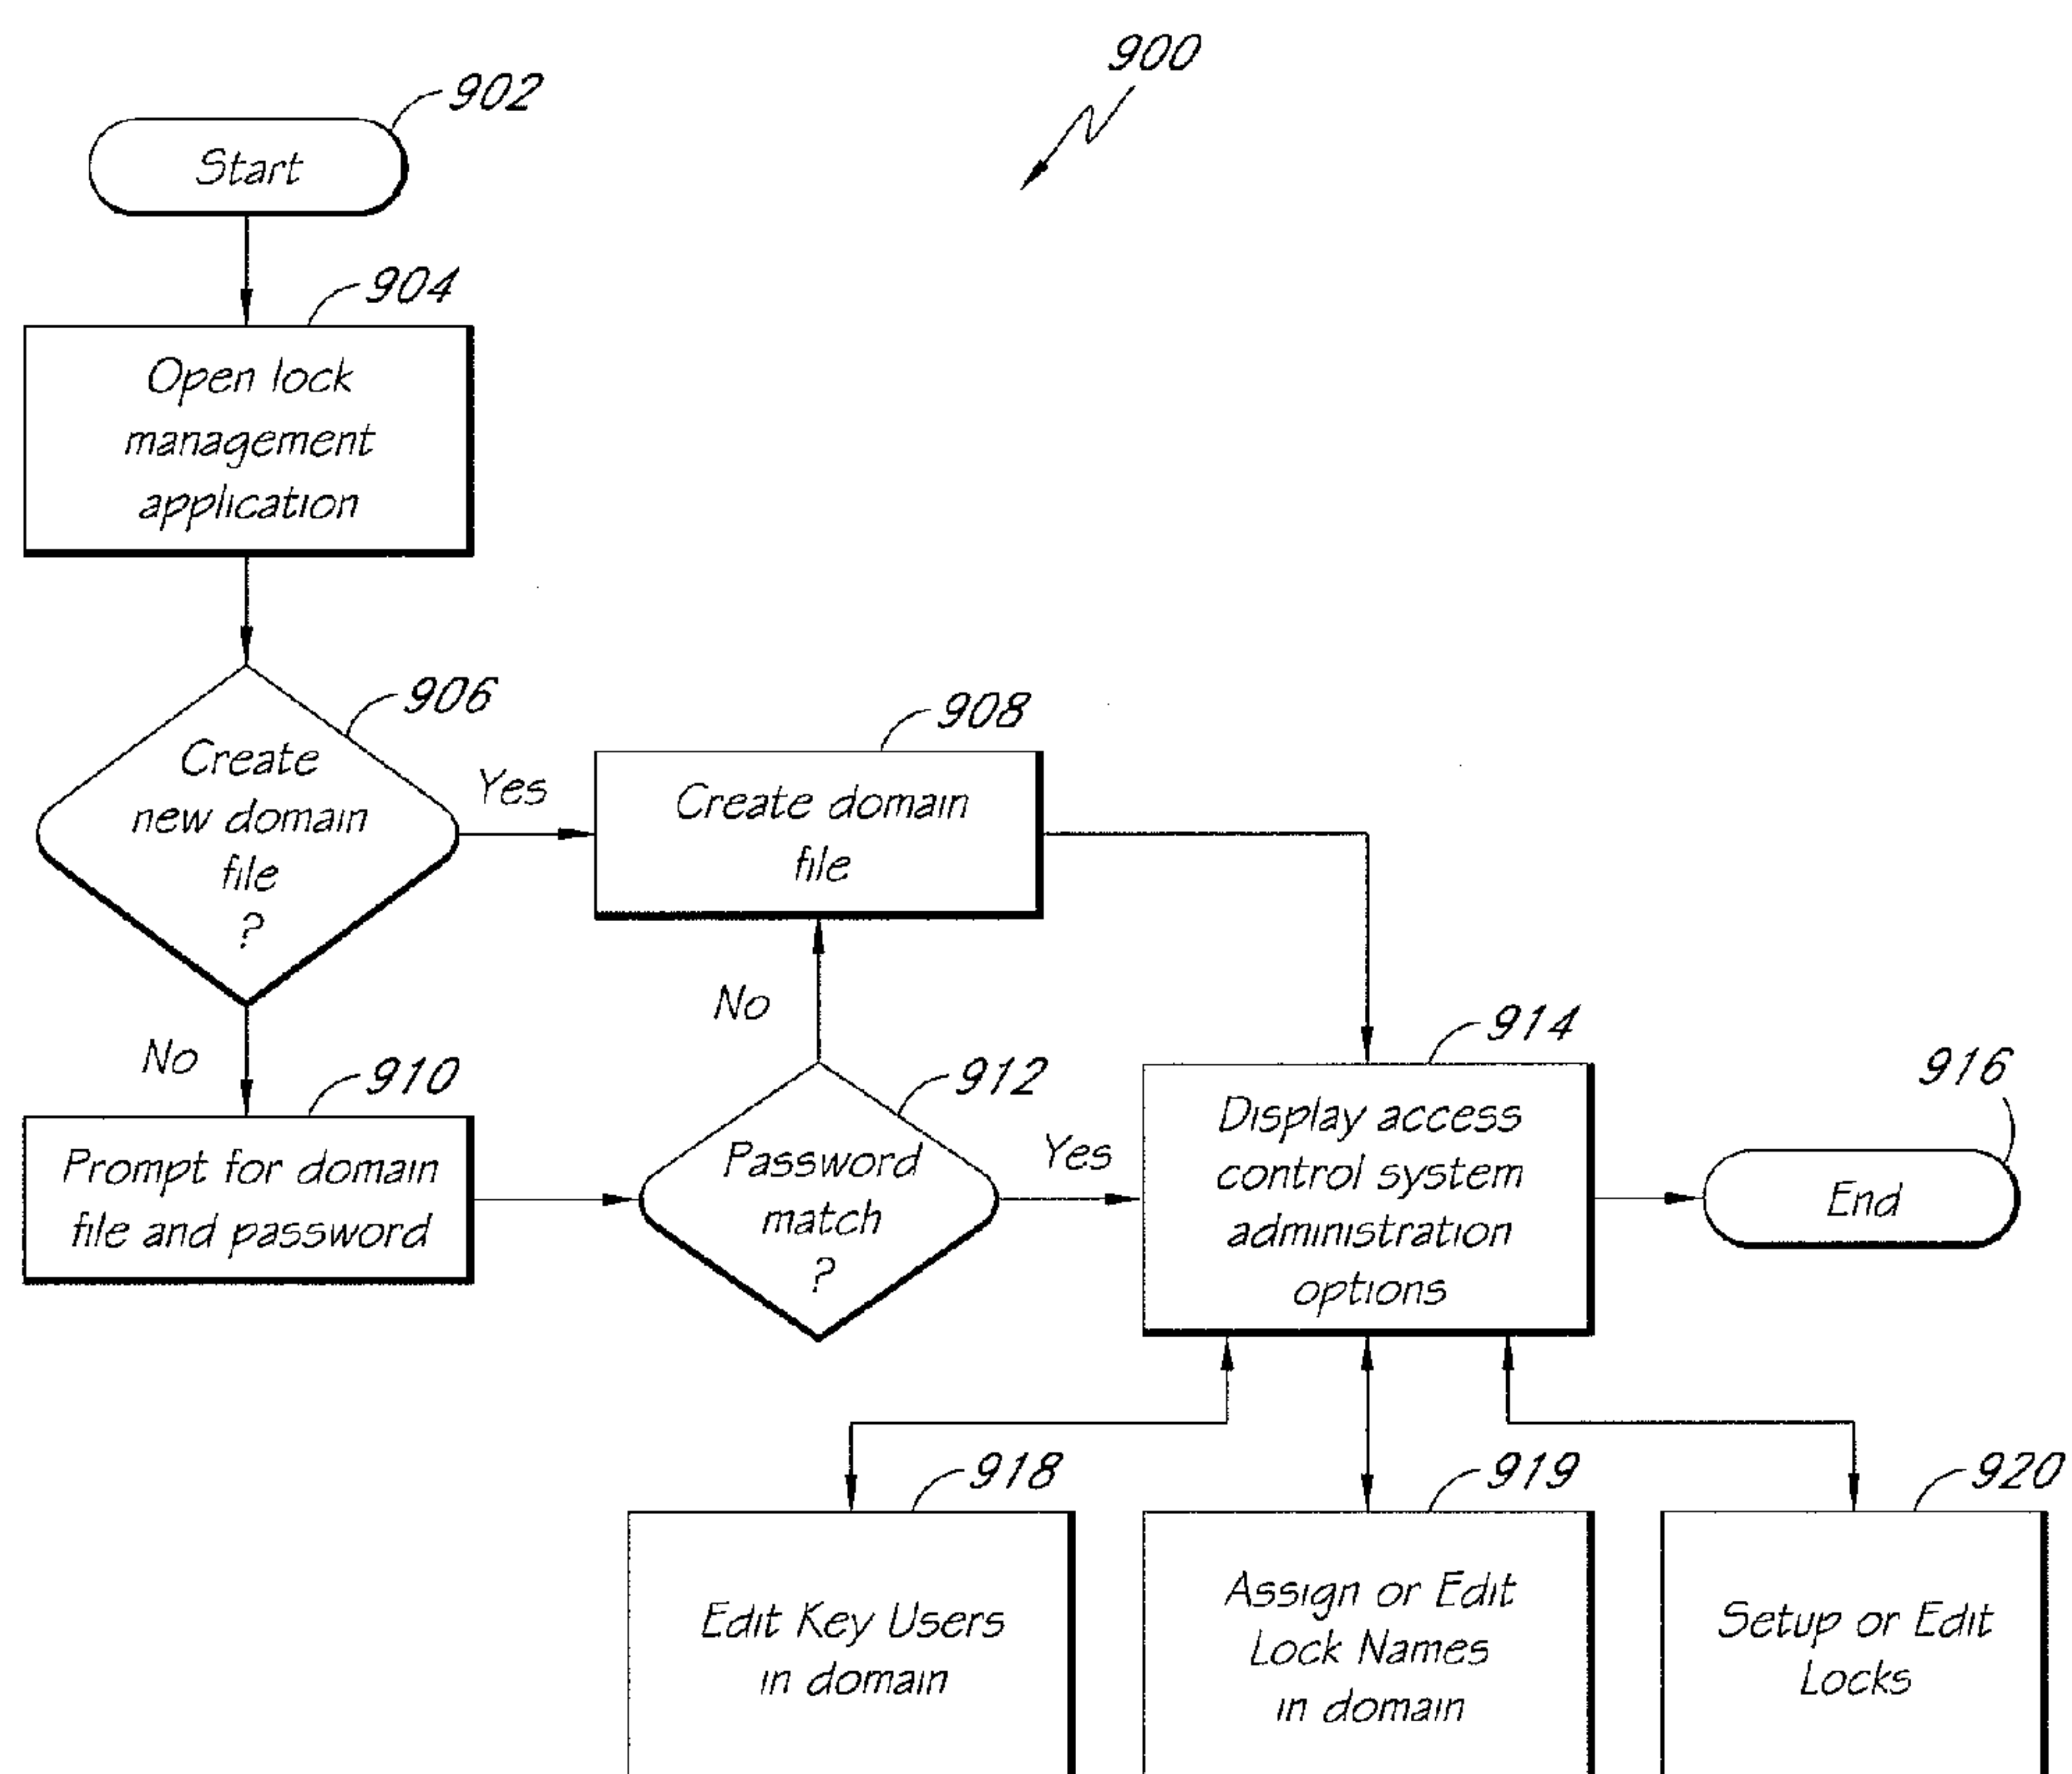 900
902
Start
904
Open lock
management
application
906
Create
new domain
file
?
Yes
908
Create domain
file
No
No
910
Prompt for domain
file and password
912
Password
match
?
Yes
914
Display access
control system
administration
options
916
End
918
Edit Key Users
in domain
919
Assign or Edit
Lock Names
in domain
920
Setup or Edit
Locks